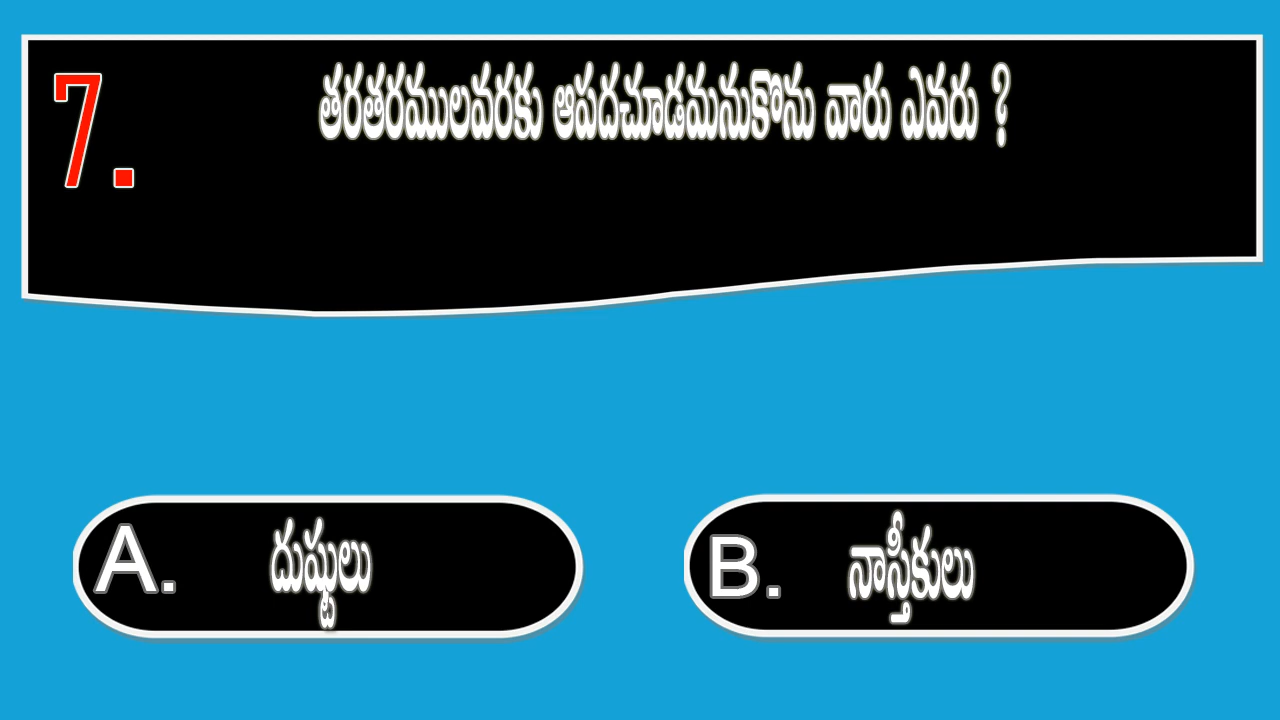 7. తరతరములవరకు ఆపదచూడమనుకొను వారు ఎవరు ?
A. దుష్టులు
B. నాస్తీకులు